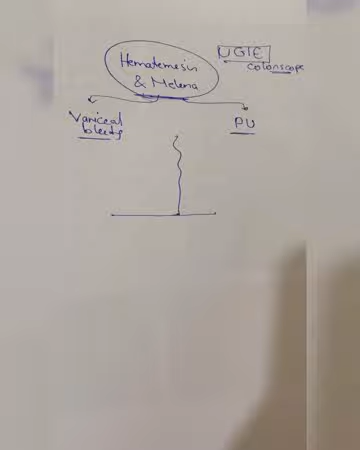 Hematemesis
& Melena
UGIE
colonscope
Variceal
bleeds
PU